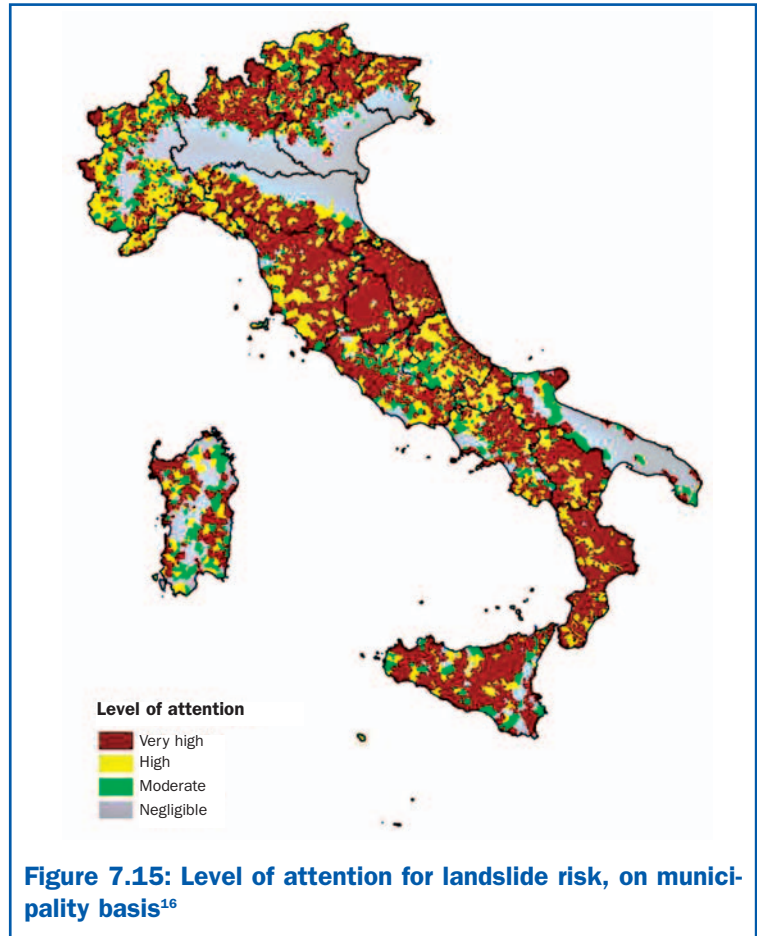 Level of attention
Very high
High
Moderate
Negligible
Figure 7.15: Level of attention for landslide risk, on munici-
pality basis16